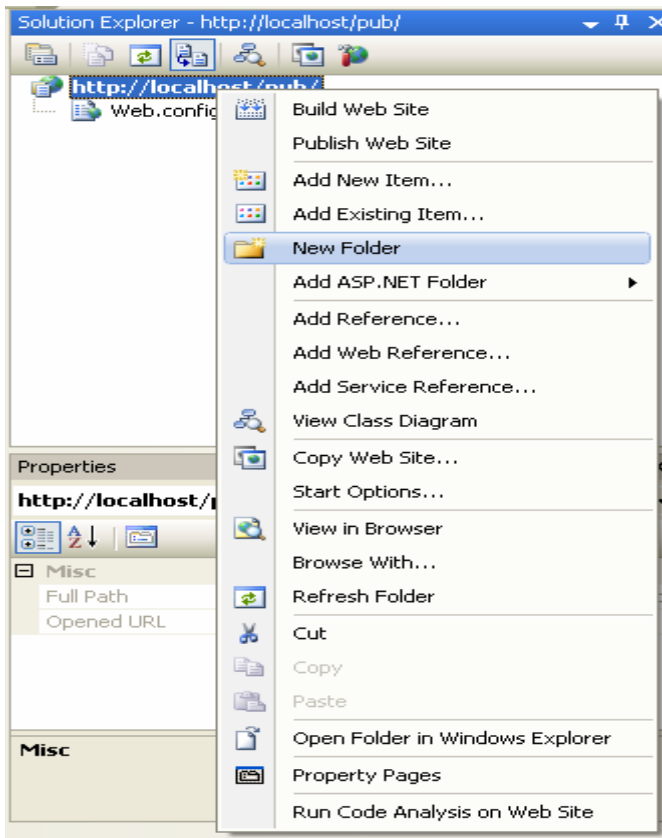 Solution Explorer - http://localhost/pub/
http://localhost/pub/
Web.config
Build Web Site
Publish Web Site
Add New Item...
Add Existing Item...
New Folder
Add ASP.NET Folder
Add Reference...
Add Web Reference...
Add Service Reference...
View Class Diagram
Copy Web Site...
Start Options...
View in Browser
Browse With...
Refresh Folder
Cut
Copy
Paste
Open Folder in Windows Explorer
Property Pages
Run Code Analysis on Web Site
Properties
http://localhost/
Misc
Full Path
Opened URL
Misc